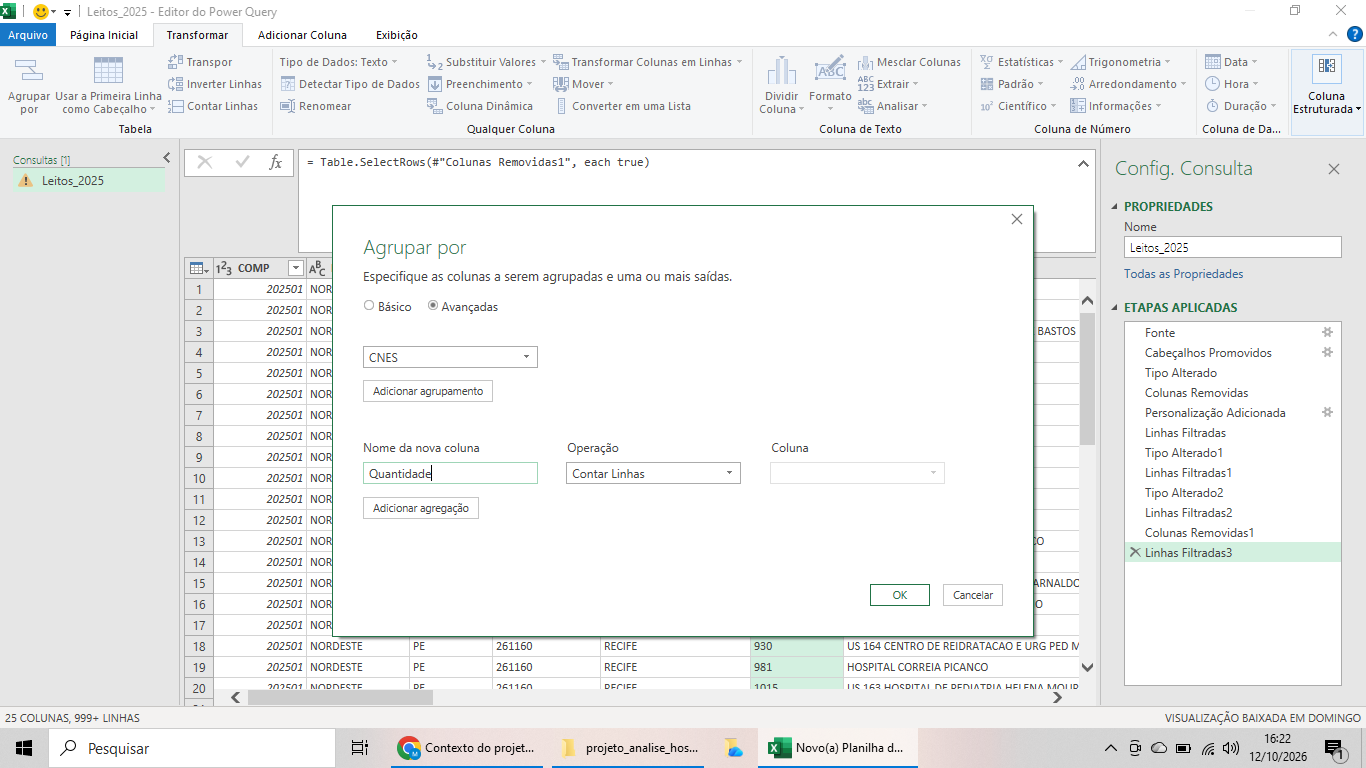 Leitos_2025 - Editor do Power Query
Arquivo Página Inicial Transformar Adicionar Coluna Exibição
Agrupar por
Usar a Primeira Linha como Cabeçalho
Transpor
Inverter Linhas
Contar Linhas
Tabela
Tipo de Dados: Texto
Detectar Tipo de Dados
Renomear
Substituir Valores
Preenchimento
Coluna Dinâmica
Transformar Colunas em Linhas
Mover
Converter em uma Lista
Qualquer Coluna
Dividir Coluna
Formato
Mesclar Colunas
Extrair
Analisar
Coluna de Texto
Estatísticas
Padrão
Científico
Trigonometria
Arredondamento
Informações
Coluna de Número
Data
Hora
Duração
Coluna de Da...
Coluna Estruturada
Consultas [1]
Leitos_2025
= Table.SelectRows(#"Colunas Removidas1", each true)
COMP
1 202501 NOR
2 202501 NOR
3 202501 NOR BASTOS
4 202501 NOR
5 202501 NOR
6 202501 NOR
7 202501 NOR
8 202501 NOR
9 202501 NOR
10 202501 NOR
11 202501 NOR
12 202501 NOR
13 202501 NOR CO
14 202501 NOR
15 202501 NOR ARNALDO
16 202501 NOR O
17 202501 NOR
18 202501 NORDESTE PE 261160 RECIFE 930 US 164 CENTRO DE REIDRATACAO E URG PED M
19 202501 NORDESTE PE 261160 RECIFE 981 HOSPITAL CORREIA PICANCO
20 202501 NORDESTE PE 261160 RECIFE 1015 US 163 HOSPITAL DE PEDIATRIA HELENA MOUR
Agrupar por
Especifique as colunas a serem agrupadas e uma ou mais saídas.
Básico Avançadas
CNES
Adicionar agrupamento
Nome da nova coluna Operação Coluna
Quantidade Contar Linhas
Adicionar agregação
OK Cancelar
Config. Consulta
PROPRIEDADES
Nome
Leitos_2025
Todas as Propriedades
ETAPAS APLICADAS
Fonte
Cabeçalhos Promovidos
Tipo Alterado
Colunas Removidas
Personalização Adicionada
Linhas Filtradas
Tipo Alterado1
Linhas Filtradas1
Tipo Alterado2
Linhas Filtradas2
Colunas Removidas1
Linhas Filtradas3
25 COLUNAS, 999+ LINHAS
VISUALIZAÇÃO BAIXADA EM DOMINGO
Pesquisar
Contexto do projet...
projeto_analise_hos...
Novo(a) Planilha d...
16:22
12/10/2026
1